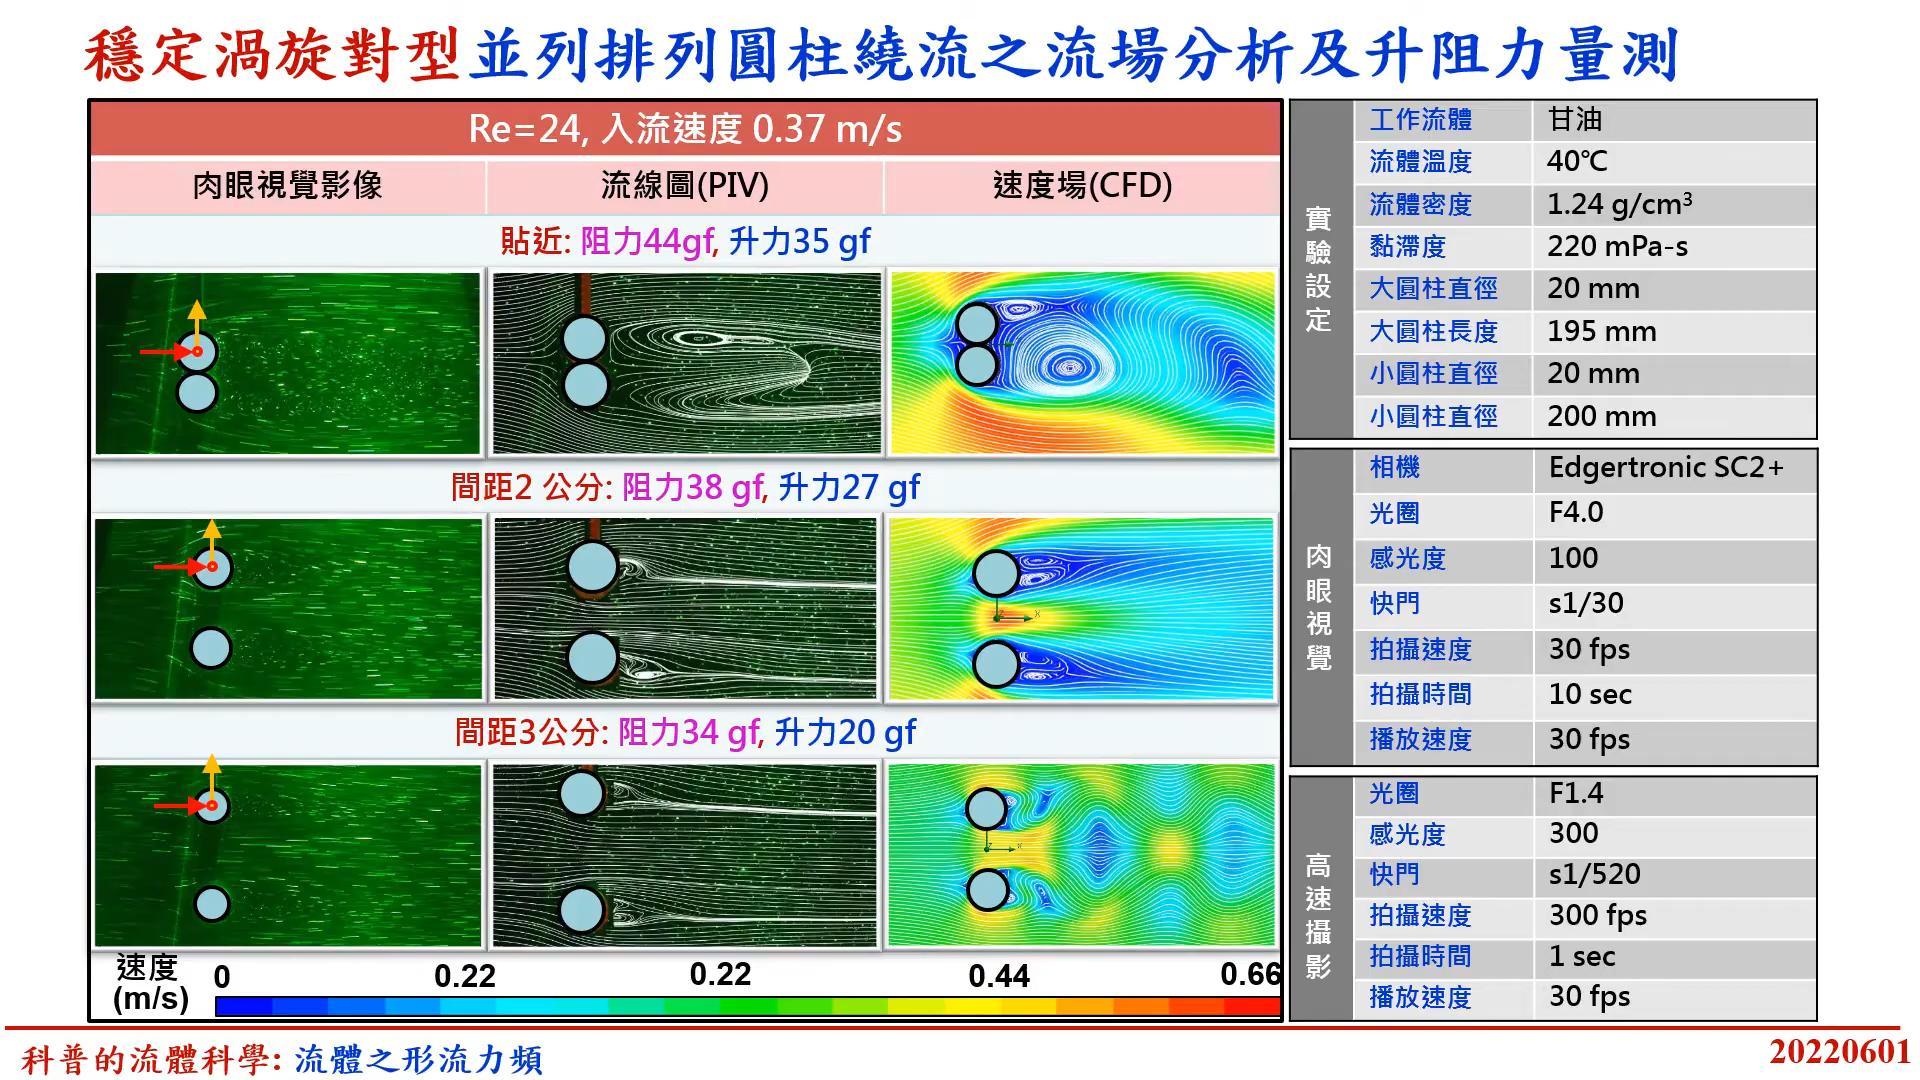 穩定渦旋對型並列排列圓柱繞流之流場分析及升阻力量測
Re=24, 入流速度 0.37 m/s
肉眼視覺影像
流線圖(PIV)
速度場(CFD)
貼近: 阻力44gf, 升力35 gf
間距2 公分: 阻力38 gf, 升力27 gf
間距3公分: 阻力34 gf, 升力20 gf
速度
(m/s)
0
0.22
0.22
0.44
0.66
實驗設定
工作流體 甘油
流體溫度 40℃
流體密度 1.24 g/cm³
黏滯度 220 mPa-s
大圓柱直徑 20 mm
大圓柱長度 195 mm
小圓柱直徑 20 mm
小圓柱直徑 200 mm
肉眼視覺
相機 Edgertronic SC2+
光圈 F4.0
感光度 100
快門 s1/30
拍攝速度 30 fps
拍攝時間 10 sec
播放速度 30 fps
高速攝影
光圈 F1.4
感光度 300
快門 s1/520
拍攝速度 300 fps
拍攝時間 1 sec
播放速度 30 fps
科普的流體科學: 流體之形流力頻
20220601